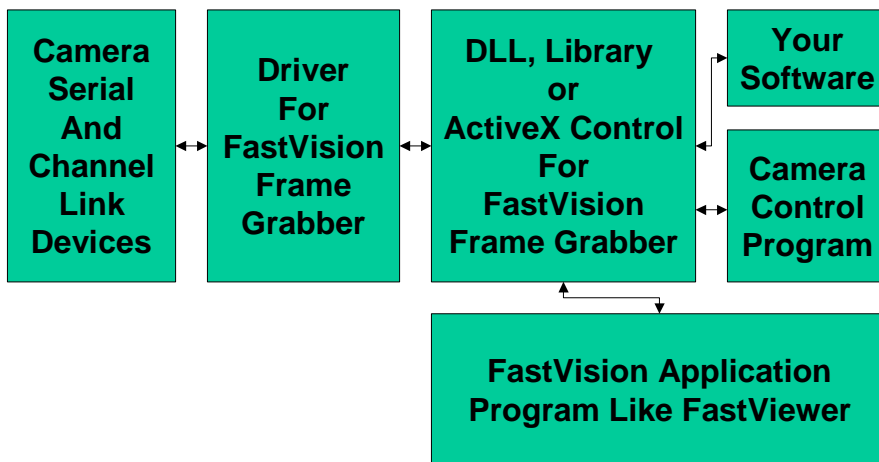 Camera
Serial
And
Channel
Link
Devices
Driver
For
FastVision
Frame
Grabber
DLL, Library
or
ActiveX Control
For
FastVision
Frame Grabber
Your
Software
Camera
Control
Program
FastVision Application
Program Like FastViewer